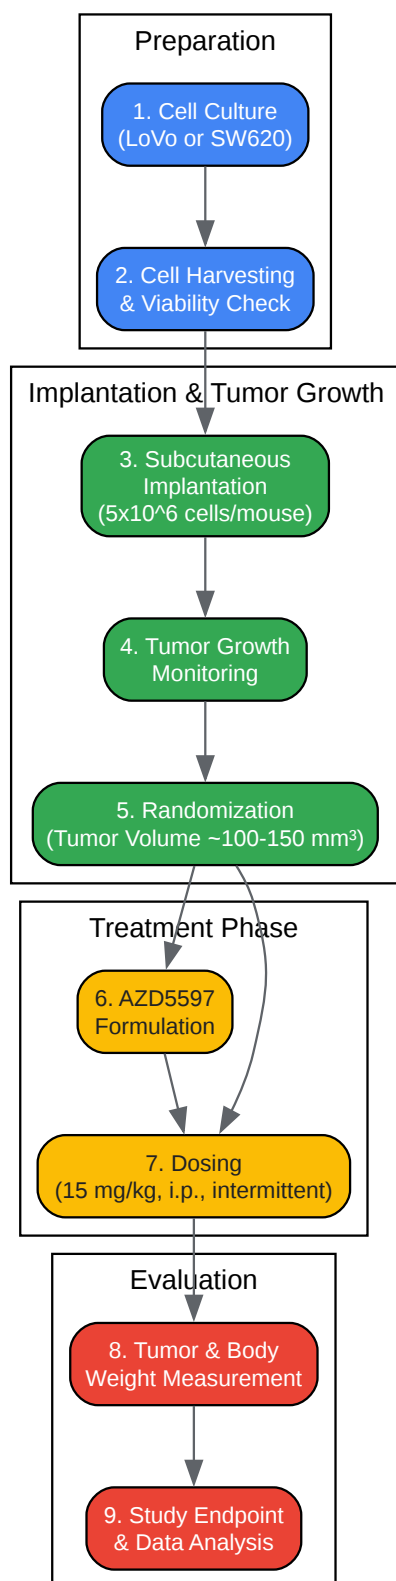 Preparation
1. Cell Culture
(LoVo or SW620)
2. Cell Harvesting
& Viability Check
Implantation & Tumor Growth
3. Subcutaneous
Implantation
(5x10^6 cells/mouse)
4. Tumor Growth
Monitoring
5. Randomization
(Tumor Volume ~100-150 mm³)
Treatment Phase
6. AZD5597
Formulation
7. Dosing
(15 mg/kg, i.p., intermittent)
Evaluation
8. Tumor & Body
Weight Measurement
9. Study Endpoint
& Data Analysis